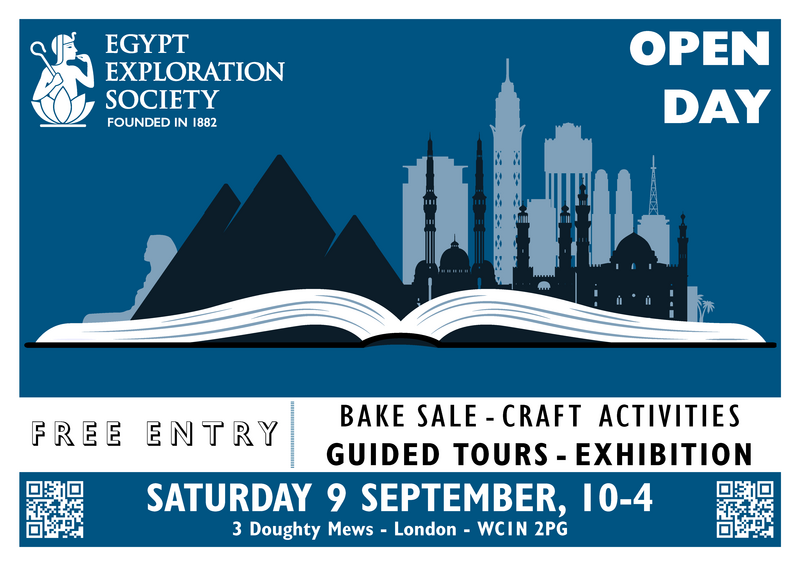 EGYPT
EXPLORATION
SOCIETY
FOUNDED IN 1882
OPEN
DAY
FREE ENTRY
BAKE SALE - CRAFT ACTIVITIES
GUIDED TOURS - EXHIBITION
SATURDAY 9 SEPTEMBER, 10-4
3 Doughty Mews - London - WC1N 2PG